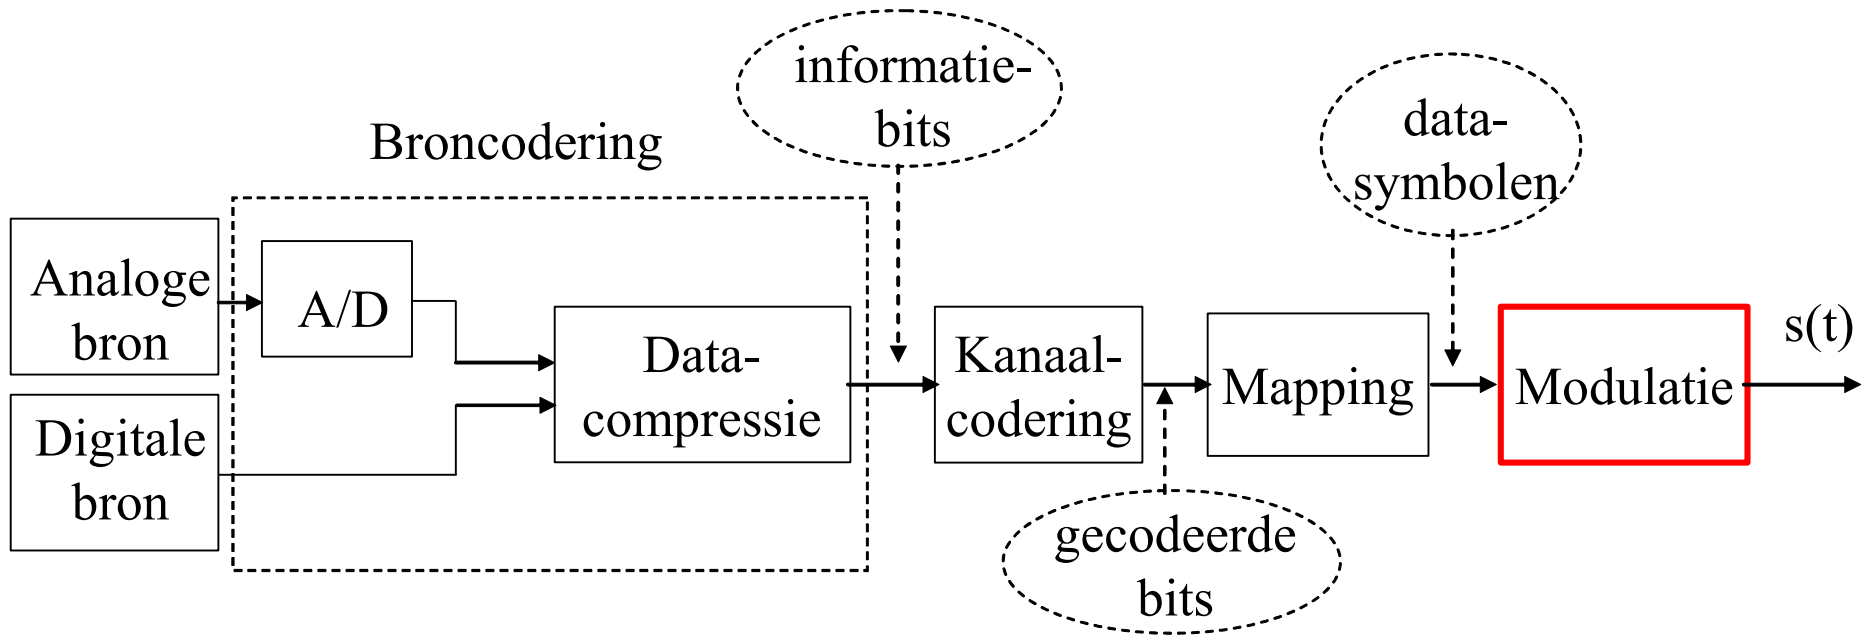 informatie-
bits
data-
symbolen
Broncodering
Analoge
bron
A/D
Data-
compressie
Kanaal-
codering
Mapping
Modulatie
s(t)
Digitale
bron
gecodeerde
bits